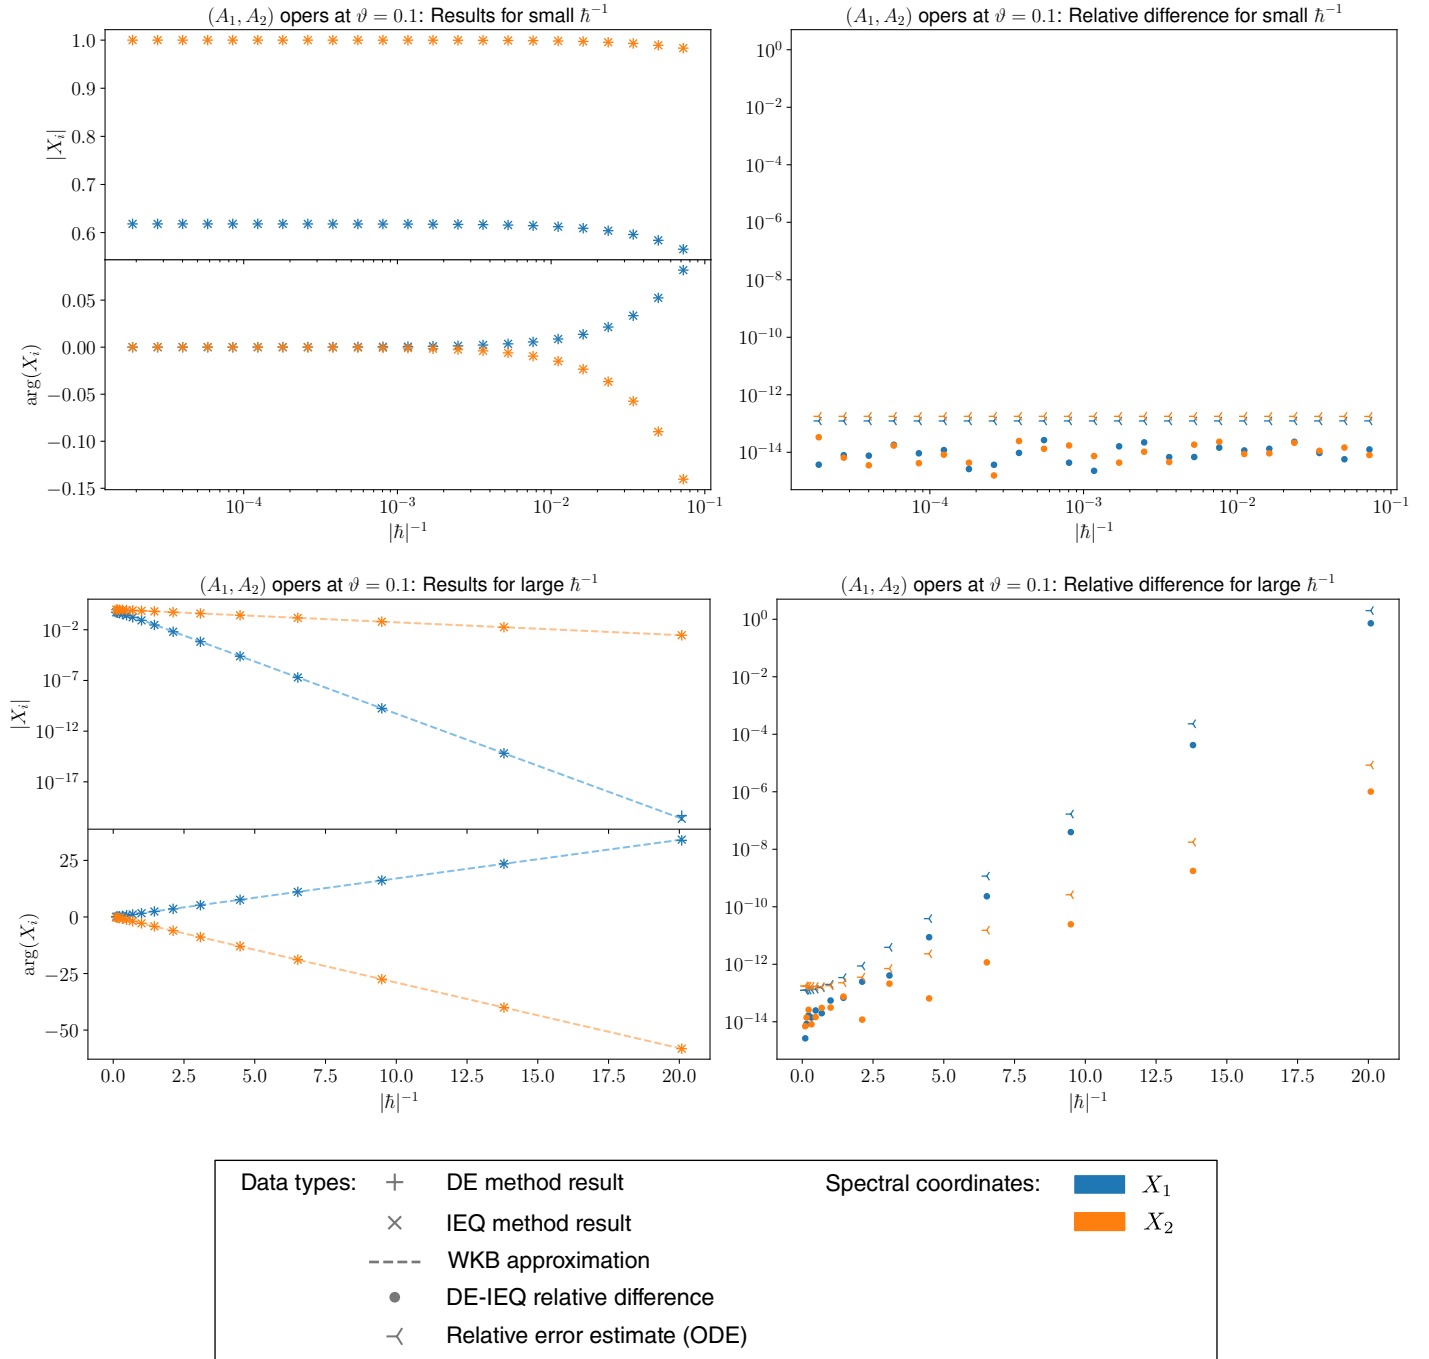 (A₁, A₂) opers at ϑ = 0.1: Results for small ℏ⁻¹
1.0
0.9
0.8
0.7
0.6
|Xᵢ|
0.05
0.00
−0.05
−0.10
−0.15
arg(Xᵢ)
10⁻⁴
10⁻³
10⁻²
10⁻¹
|ℏ|⁻¹
(A₁, A₂) opers at ϑ = 0.1: Relative difference for small ℏ⁻¹
10⁰
10⁻²
10⁻⁴
10⁻⁶
10⁻⁸
10⁻¹⁰
10⁻¹²
10⁻¹⁴
10⁻⁴
10⁻³
10⁻²
10⁻¹
|ℏ|⁻¹
(A₁, A₂) opers at ϑ = 0.1: Results for large ℏ⁻¹
10⁻²
10⁻⁷
10⁻¹²
10⁻¹⁷
|Xᵢ|
25
0
−25
−50
arg(Xᵢ)
0.0
2.5
5.0
7.5
10.0
12.5
15.0
17.5
20.0
|ℏ|⁻¹
(A₁, A₂) opers at ϑ = 0.1: Relative difference for large ℏ⁻¹
10⁰
10⁻²
10⁻⁴
10⁻⁶
10⁻⁸
10⁻¹⁰
10⁻¹²
10⁻¹⁴
0.0
2.5
5.0
7.5
10.0
12.5
15.0
17.5
20.0
|ℏ|⁻¹
Data types:
DE method result
IEQ method result
WKB approximation
DE-IEQ relative difference
Relative error estimate (ODE)
Spectral coordinates:
X₁
X₂